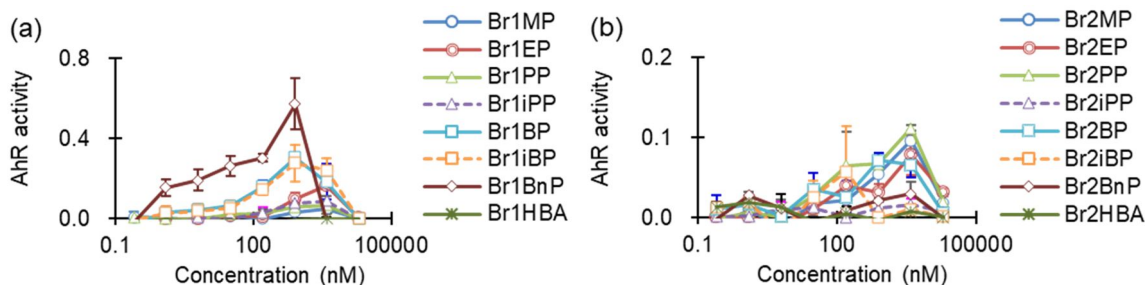 (a)
AhR activity
0.8
0.4
0.0
0.1
100
100000
Concentration (nM)
Br1MP
Br1EP
Br1PP
Br1iPP
Br1BP
Br1iBP
Br1BnP
Br1HBA
(b)
AhR activity
0.2
0.1
0.0
0.1
100
100000
Concentration (nM)
Br2MP
Br2EP
Br2PP
Br2iPP
Br2BP
Br2iBP
Br2BnP
Br2HBA